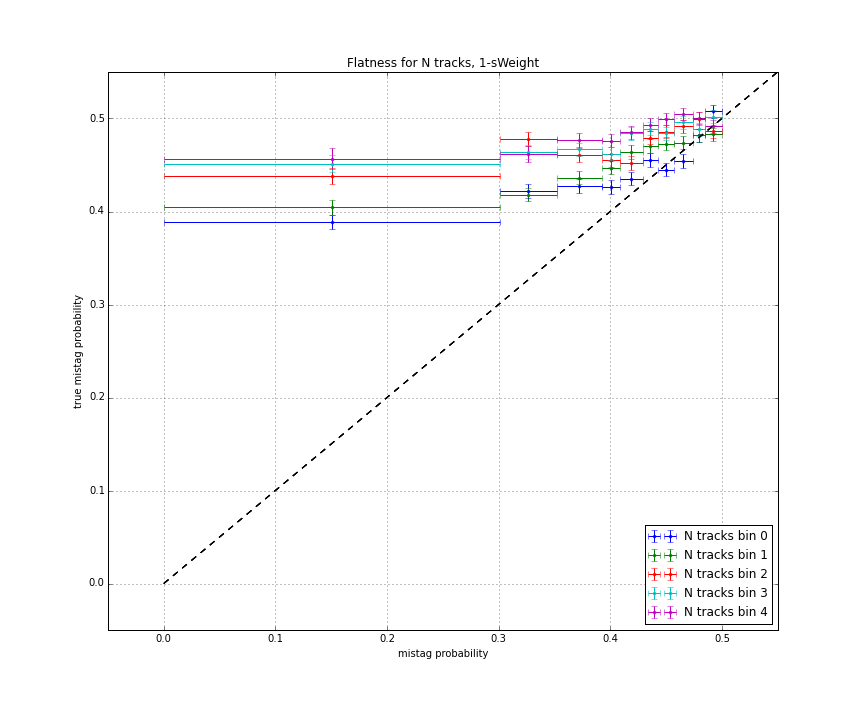 Flatness for N tracks, 1-sWeight
true mistag probability
0.5
0.4
0.3
0.2
0.1
0.0
0.0 0.1 0.2 0.3 0.4 0.5
mistag probability
N tracks bin 0
N tracks bin 1
N tracks bin 2
N tracks bin 3
N tracks bin 4